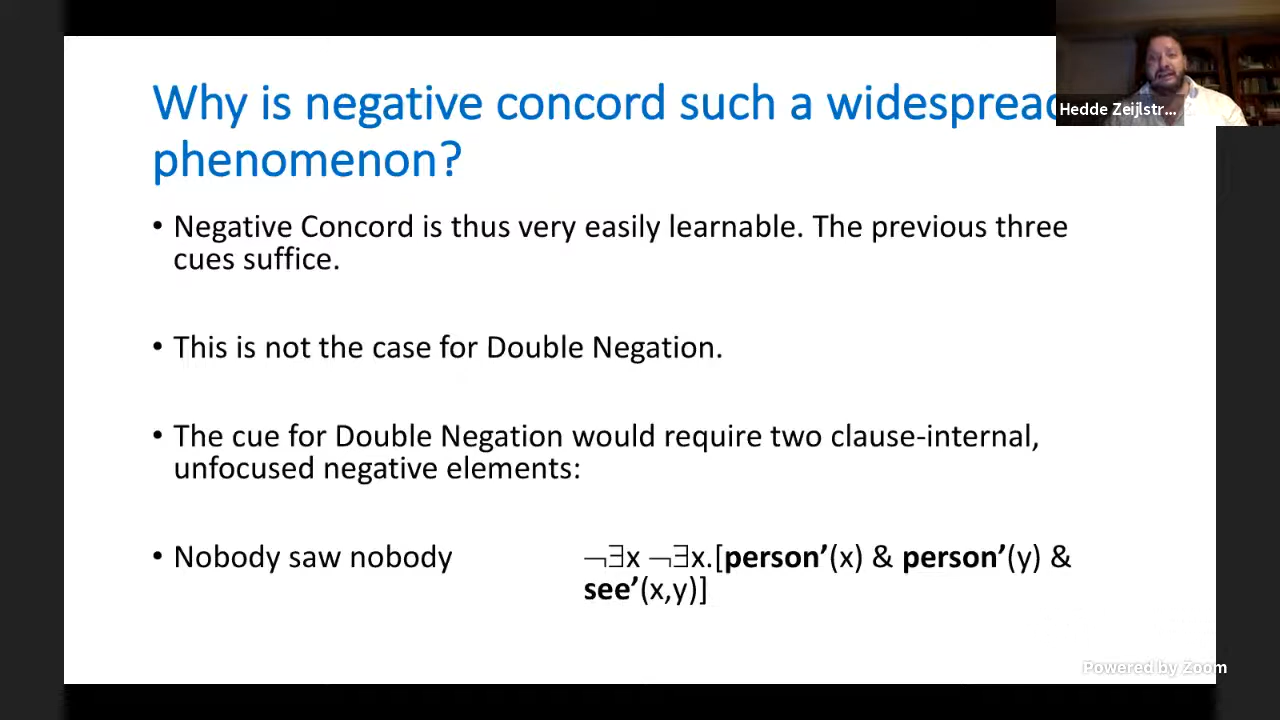 Why is negative concord such a widespread
phenomenon?
Hedde Zeijlstr...
• Negative Concord is thus very easily learnable. The previous three
cues suffice.
• This is not the case for Double Negation.
• The cue for Double Negation would require two clause-internal,
unfocused negative elements:
• Nobody saw nobody ¬∃x ¬∃x.[person’(x) & person’(y) &
see’(x,y)]
Powered by Zoom